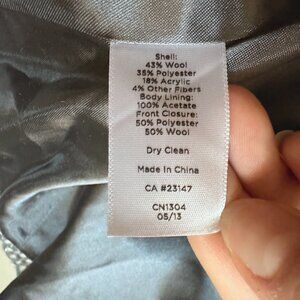 Shell:
43% Wool
35% Polyester
18% Acrylic
4% Other Fibers
Body Lining:
100% Acetate
Front Closure:
50% Polyester
50% Wool
Dry Clean
Made In China
CA #23147
CN1304
05/13